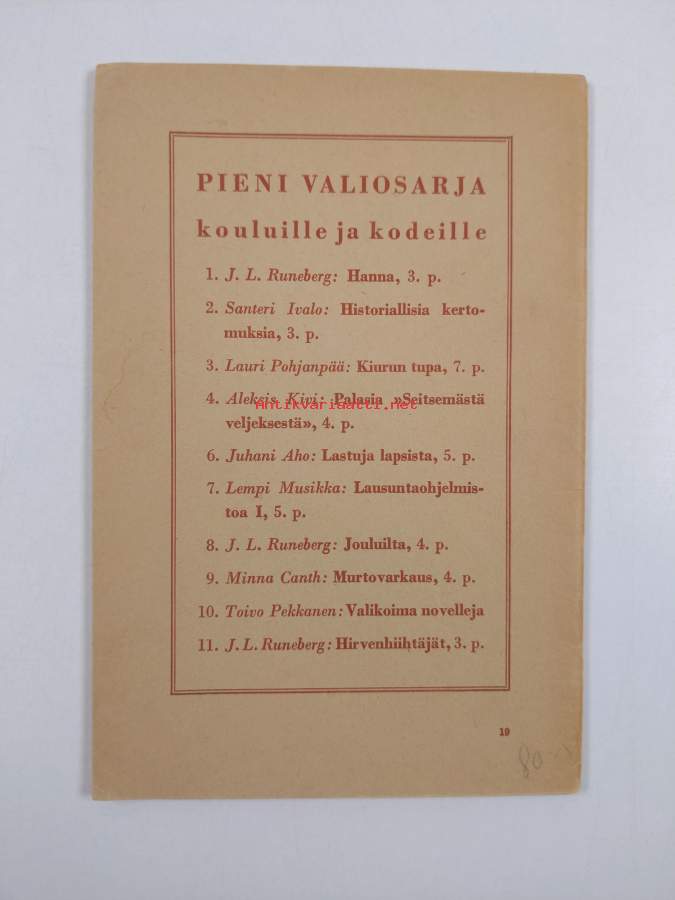 PIENI VALIOSARJA
kouluille ja kodeille
1. J. L. Runeberg: Hanna, 3. p.
2. Santeri Ivalo: Historiallisia kerto-
muksia, 3. p.
3. Lauri Pohjanpää: Kiurun tupa, 7. p.
4. Aleksis Kivi: Palasia »Seitsemästä
Antikvariaatti.net
veljeksestä», 4. p.
6. Juhani Aho: Lastuja lapsista, 5. p.
7. Lempi Musikka: Lausuntaohjelmis-
toa I, 5. p.
8. J. L. Runeberg: Jouluilta, 4. p.
9. Minna Canth: Murtovarkaus, 4. p.
10. Toivo Pekkanen: Valikoima novelleja
11. J. L. Runeberg: Hirvenhiihtäjät, 3. p.
19